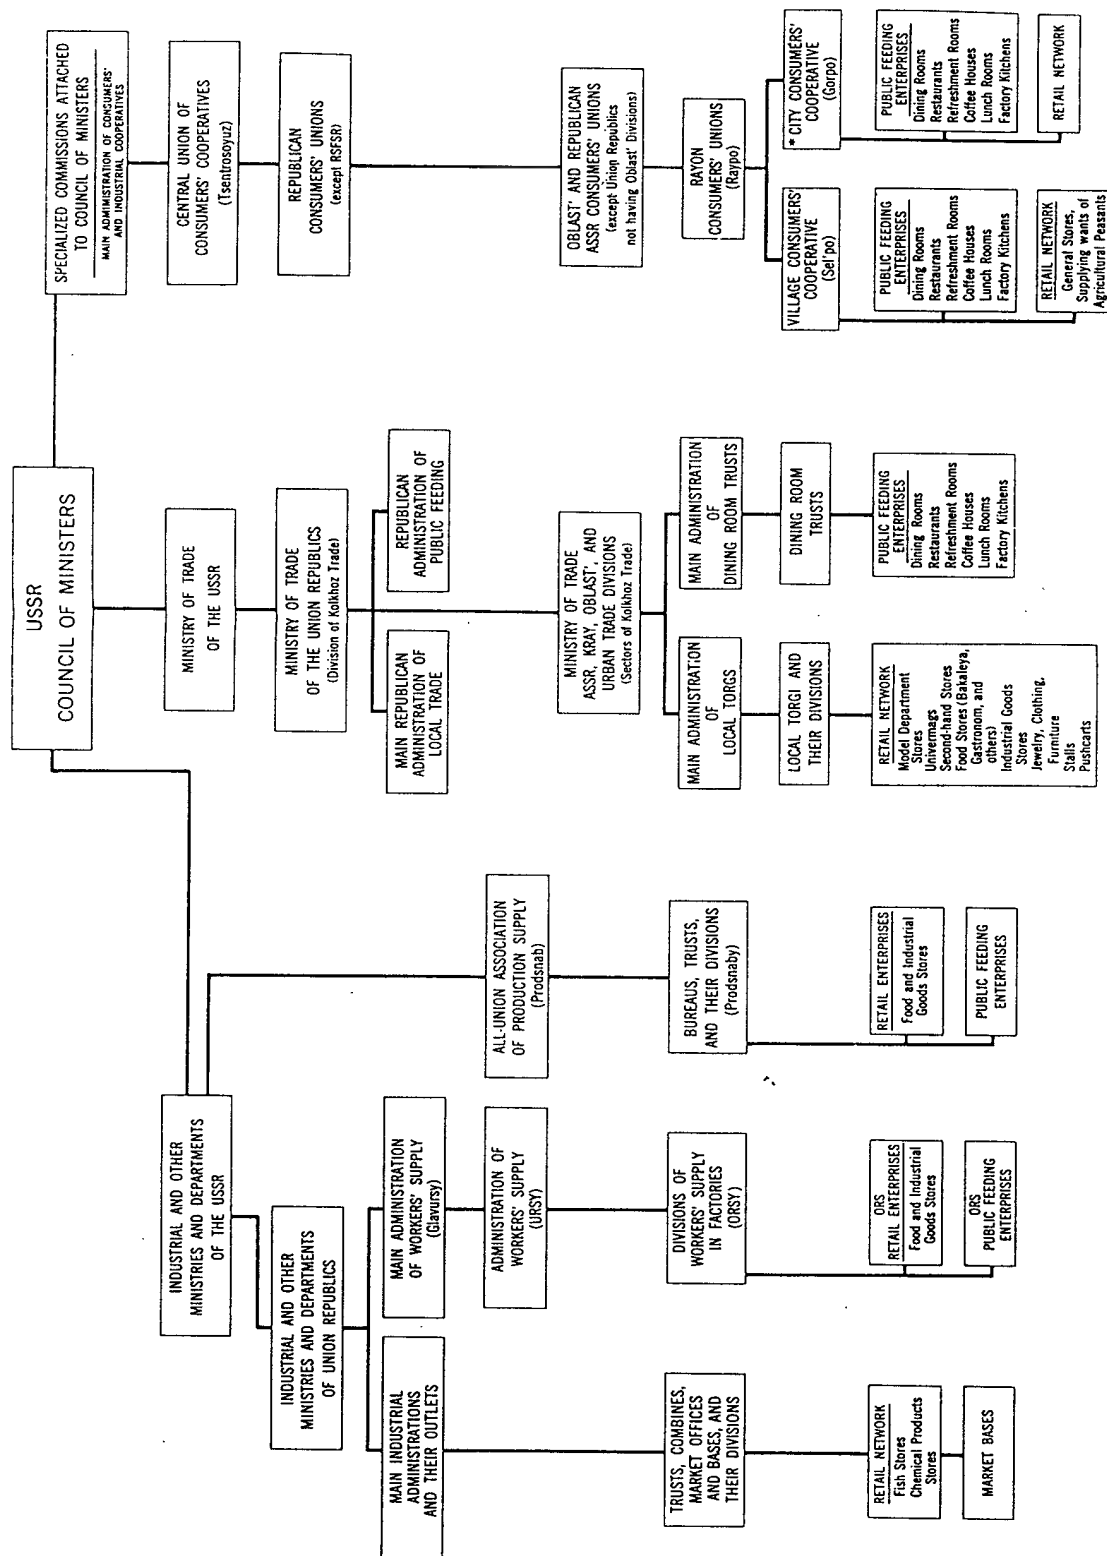 USSR
COUNCIL OF MINISTERS
INDUSTRIAL AND OTHER
MINISTRIES AND DEPARTMENTS
OF THE USSR
MINISTRY OF TRADE
OF THE USSR
SPECIALIZED COMMISSIONS ATTACHED
TO COUNCIL OF MINISTERS
MAIN ADMINISTRATION OF CONSUMERS'
AND INDUSTRIAL COOPERATIVES
CENTRAL UNION OF
CONSUMERS' COOPERATIVES
(Tsentrosoyuz)
INDUSTRIAL AND OTHER
MINISTRIES AND DEPARTMENTS
OF UNION REPUBLICS
MINISTRY OF TRADE
OF THE UNION REPUBLICS
(Division of Kolkhoz Trade)
REPUBLICAN
CONSUMERS' UNIONS
(except RSFSR)
MAIN INDUSTRIAL
ADMINISTRATIONS
AND THEIR OUTLETS
MAIN ADMINISTRATION
OF WORKERS' SUPPLY
(Glavursy)
MAIN REPUBLICAN
ADMINISTRATION OF
LOCAL TRADE
REPUBLICAN
ADMINISTRATION OF
PUBLIC FEEDING
ADMINISTRATION OF
WORKERS' SUPPLY
(URSY)
ALL-UNION ASSOCIATION
OF PRODUCTION SUPPLY
(Prodsnab)
MINISTRY OF TRADE
ASSR, KRAY, OBLAST', AND
URBAN TRADE DIVISIONS
(Sectors of Kolkhoz Trade)
OBLAST' AND REPUBLICAN
ASSR CONSUMERS' UNIONS
(except Union Republics
not having Oblast' Divisions)
TRUSTS, COMBINES,
MARKET OFFICES
AND BASES, AND
THEIR DIVISIONS
DIVISIONS OF
WORKERS' SUPPLY
IN FACTORIES
(ORSY)
BUREAUS, TRUSTS,
AND THEIR DIVISIONS
(Prodsnaby)
MAIN ADMINISTRATION
OF
LOCAL TORGS
MAIN ADMINISTRATION
OF
DINING ROOM TRUSTS
RAYON
CONSUMERS' UNIONS
(Raypo)
LOCAL TORGI AND
THEIR DIVISIONS
DINING ROOM
TRUSTS
VILLAGE CONSUMERS'
COOPERATIVE
(Sel'po)
* CITY CONSUMERS'
COOPERATIVE
(Gorpo)
RETAIL NETWORK
Fish Stores
Chemical Products
Stores
ORS
RETAIL ENTERPRISES
Food and Industrial
Goods Stores
RETAIL ENTERPRISES
Food and Industrial
Goods Stores
RETAIL NETWORK
Model Department
Stores
Univermags
Second-hand Stores
Food Stores (Bakaleya,
Gastronom, and
others)
Industrial Goods
Stores
Jewelry, Clothing,
Furniture
Stalls
Pushcarts
PUBLIC FEEDING
ENTERPRISES
Dining Rooms
Restaurants
Refreshment Rooms
Coffee Houses
Lunch Rooms
Factory Kitchens
PUBLIC FEEDING
ENTERPRISES
Dining Rooms
Restaurants
Refreshment Rooms
Coffee Houses
Lunch Rooms
Factory Kitchens
PUBLIC FEEDING
ENTERPRISES
Dining Rooms
Restaurants
Refreshment Rooms
Coffee Houses
Lunch Rooms
Factory Kitchens
MARKET BASES
ORS
PUBLIC FEEDING
ENTERPRISES
PUBLIC FEEDING
ENTERPRISES
RETAIL NETWORK
General Stores,
Supplying wants of
Agricultural Peasants
RETAIL NETWORK